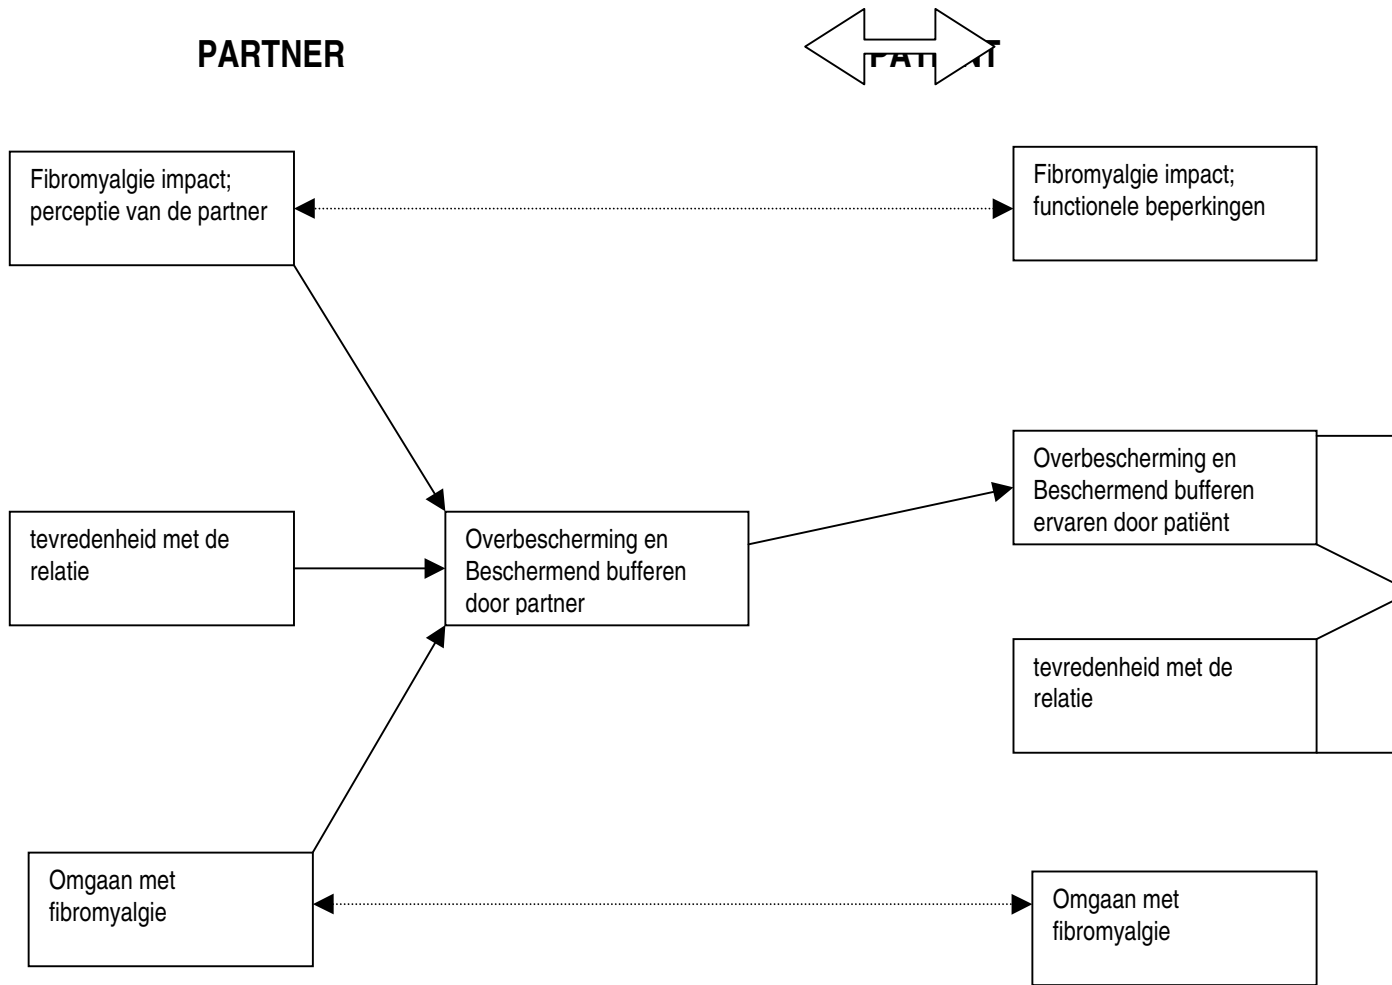 PARTNER
Fibromyalgie impact;
perceptie van de partner
Fibromyalgie impact;
functionele beperkingen
tevredenheid met de
relatie
Overbescherming en
Beschermend bufferen
door partner
Overbescherming en
Beschermend bufferen
ervaren door patiënt
tevredenheid met de
relatie
Omgaan met
fibromyalgie
Omgaan met
fibromyalgie